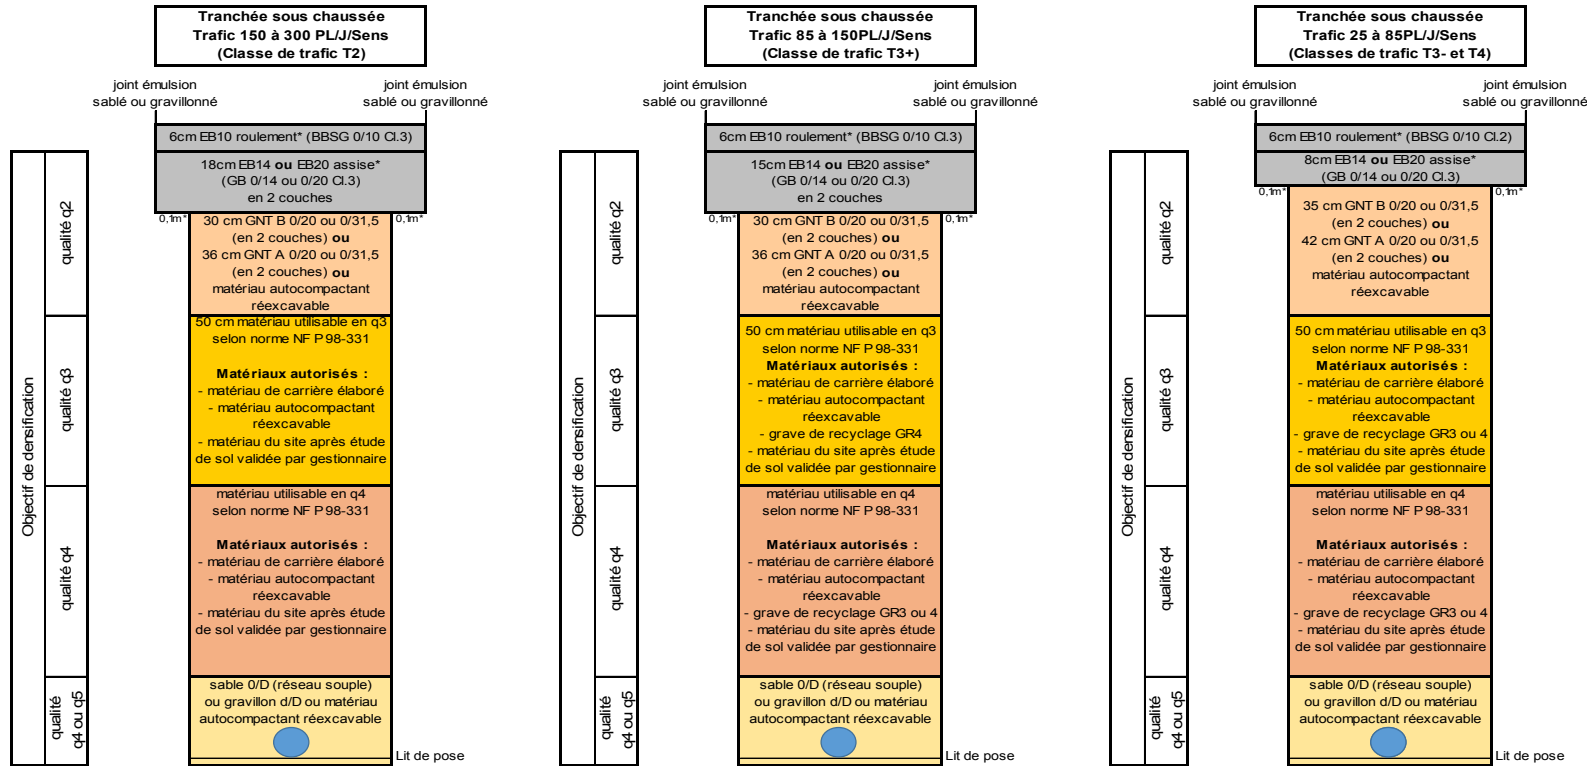 Tranchée sous chaussée
Trafic 150 à 300 PL/J/Sens
(Classe de trafic T2)
joint émulsion
sablé ou gravillonné
joint émulsion
sablé ou gravillonné
6cm EB10 roulement* (BBSG 0/10 Cl.3)
18cm EB14 ou EB20 assise*
(GB 0/14 ou 0/20 Cl.3)
en 2 couches
0,1m*
0,1m*
30 cm GNT B 0/20 ou 0/31,5
(en 2 couches) ou
36 cm GNT A 0/20 ou 0/31,5
(en 2 couches) ou
matériau autocompactant
réexcavable
50 cm matériau utilisable en q3
selon norme NF P 98-331
Matériaux autorisés :
- matériau de carrière élaboré
- matériau autocompactant
réexcavable
- matériau du site après étude
de sol validée par gestionnaire
matériau utilisable en q4
selon norme NF P 98-331
Matériaux autorisés :
- matériau de carrière élaboré
- matériau autocompactant
réexcavable
- matériau du site après étude
de sol validée par gestionnaire
sable 0/D (réseau souple)
ou gravillon d/D ou matériau
autocompactant réexcavable
Lit de pose
Objectif de densification
qualité q2
qualité q3
qualité q4
qualité
q4 ou q5
Tranchée sous chaussée
Trafic 85 à 150PL/J/Sens
(Classe de trafic T3+)
joint émulsion
sablé ou gravillonné
joint émulsion
sablé ou gravillonné
6cm EB10 roulement* (BBSG 0/10 Cl.3)
15cm EB14 ou EB20 assise*
(GB 0/14 ou 0/20 Cl.3)
en 2 couches
0,1m*
0,1m*
30 cm GNT B 0/20 ou 0/31,5
(en 2 couches) ou
36 cm GNT A 0/20 ou 0/31,5
(en 2 couches) ou
matériau autocompactant
réexcavable
50 cm matériau utilisable en q3
selon norme NF P 98-331
Matériaux autorisés :
- matériau de carrière élaboré
- matériau autocompactant
réexcavable
- grave de recyclage GR4
- matériau du site après étude
de sol validée par gestionnaire
matériau utilisable en q4
selon norme NF P 98-331
Matériaux autorisés :
- matériau de carrière élaboré
- matériau autocompactant
réexcavable
- grave de recyclage GR3 ou 4
- matériau du site après étude
de sol validée par gestionnaire
sable 0/D (réseau souple)
ou gravillon d/D ou matériau
autocompactant réexcavable
Lit de pose
Objectif de densification
qualité q2
qualité q3
qualité q4
qualité
q4 ou q5
Tranchée sous chaussée
Trafic 25 à 85PL/J/Sens
(Classes de trafic T3- et T4)
joint émulsion
sablé ou gravillonné
joint émulsion
sablé ou gravillonné
6cm EB10 roulement* (BBSG 0/10 Cl.2)
8cm EB14 ou EB20 assise*
(GB 0/14 ou 0/20 Cl.3)
0,1m*
0,1m*
35 cm GNT B 0/20 ou 0/31,5
(en 2 couches) ou
42 cm GNT A 0/20 ou 0/31,5
(en 2 couches) ou
matériau autocompactant
réexcavable
50 cm matériau utilisable en q3
selon norme NF P 98-331
Matériaux autorisés :
- matériau de carrière élaboré
- matériau autocompactant
réexcavable
- grave de recyclage GR3 ou 4
- matériau du site après étude
de sol validée par gestionnaire
matériau utilisable en q4
selon norme NF P 98-331
Matériaux autorisés :
- matériau de carrière élaboré
- matériau autocompactant
réexcavable
- grave de recyclage GR3 ou 4
- matériau du site après étude
de sol validée par gestionnaire
sable 0/D (réseau souple)
ou gravillon d/D ou matériau
autocompactant réexcavable
Lit de pose
Objectif de densification
qualité q2
qualité q3
qualité q4
qualité
q4 ou q5